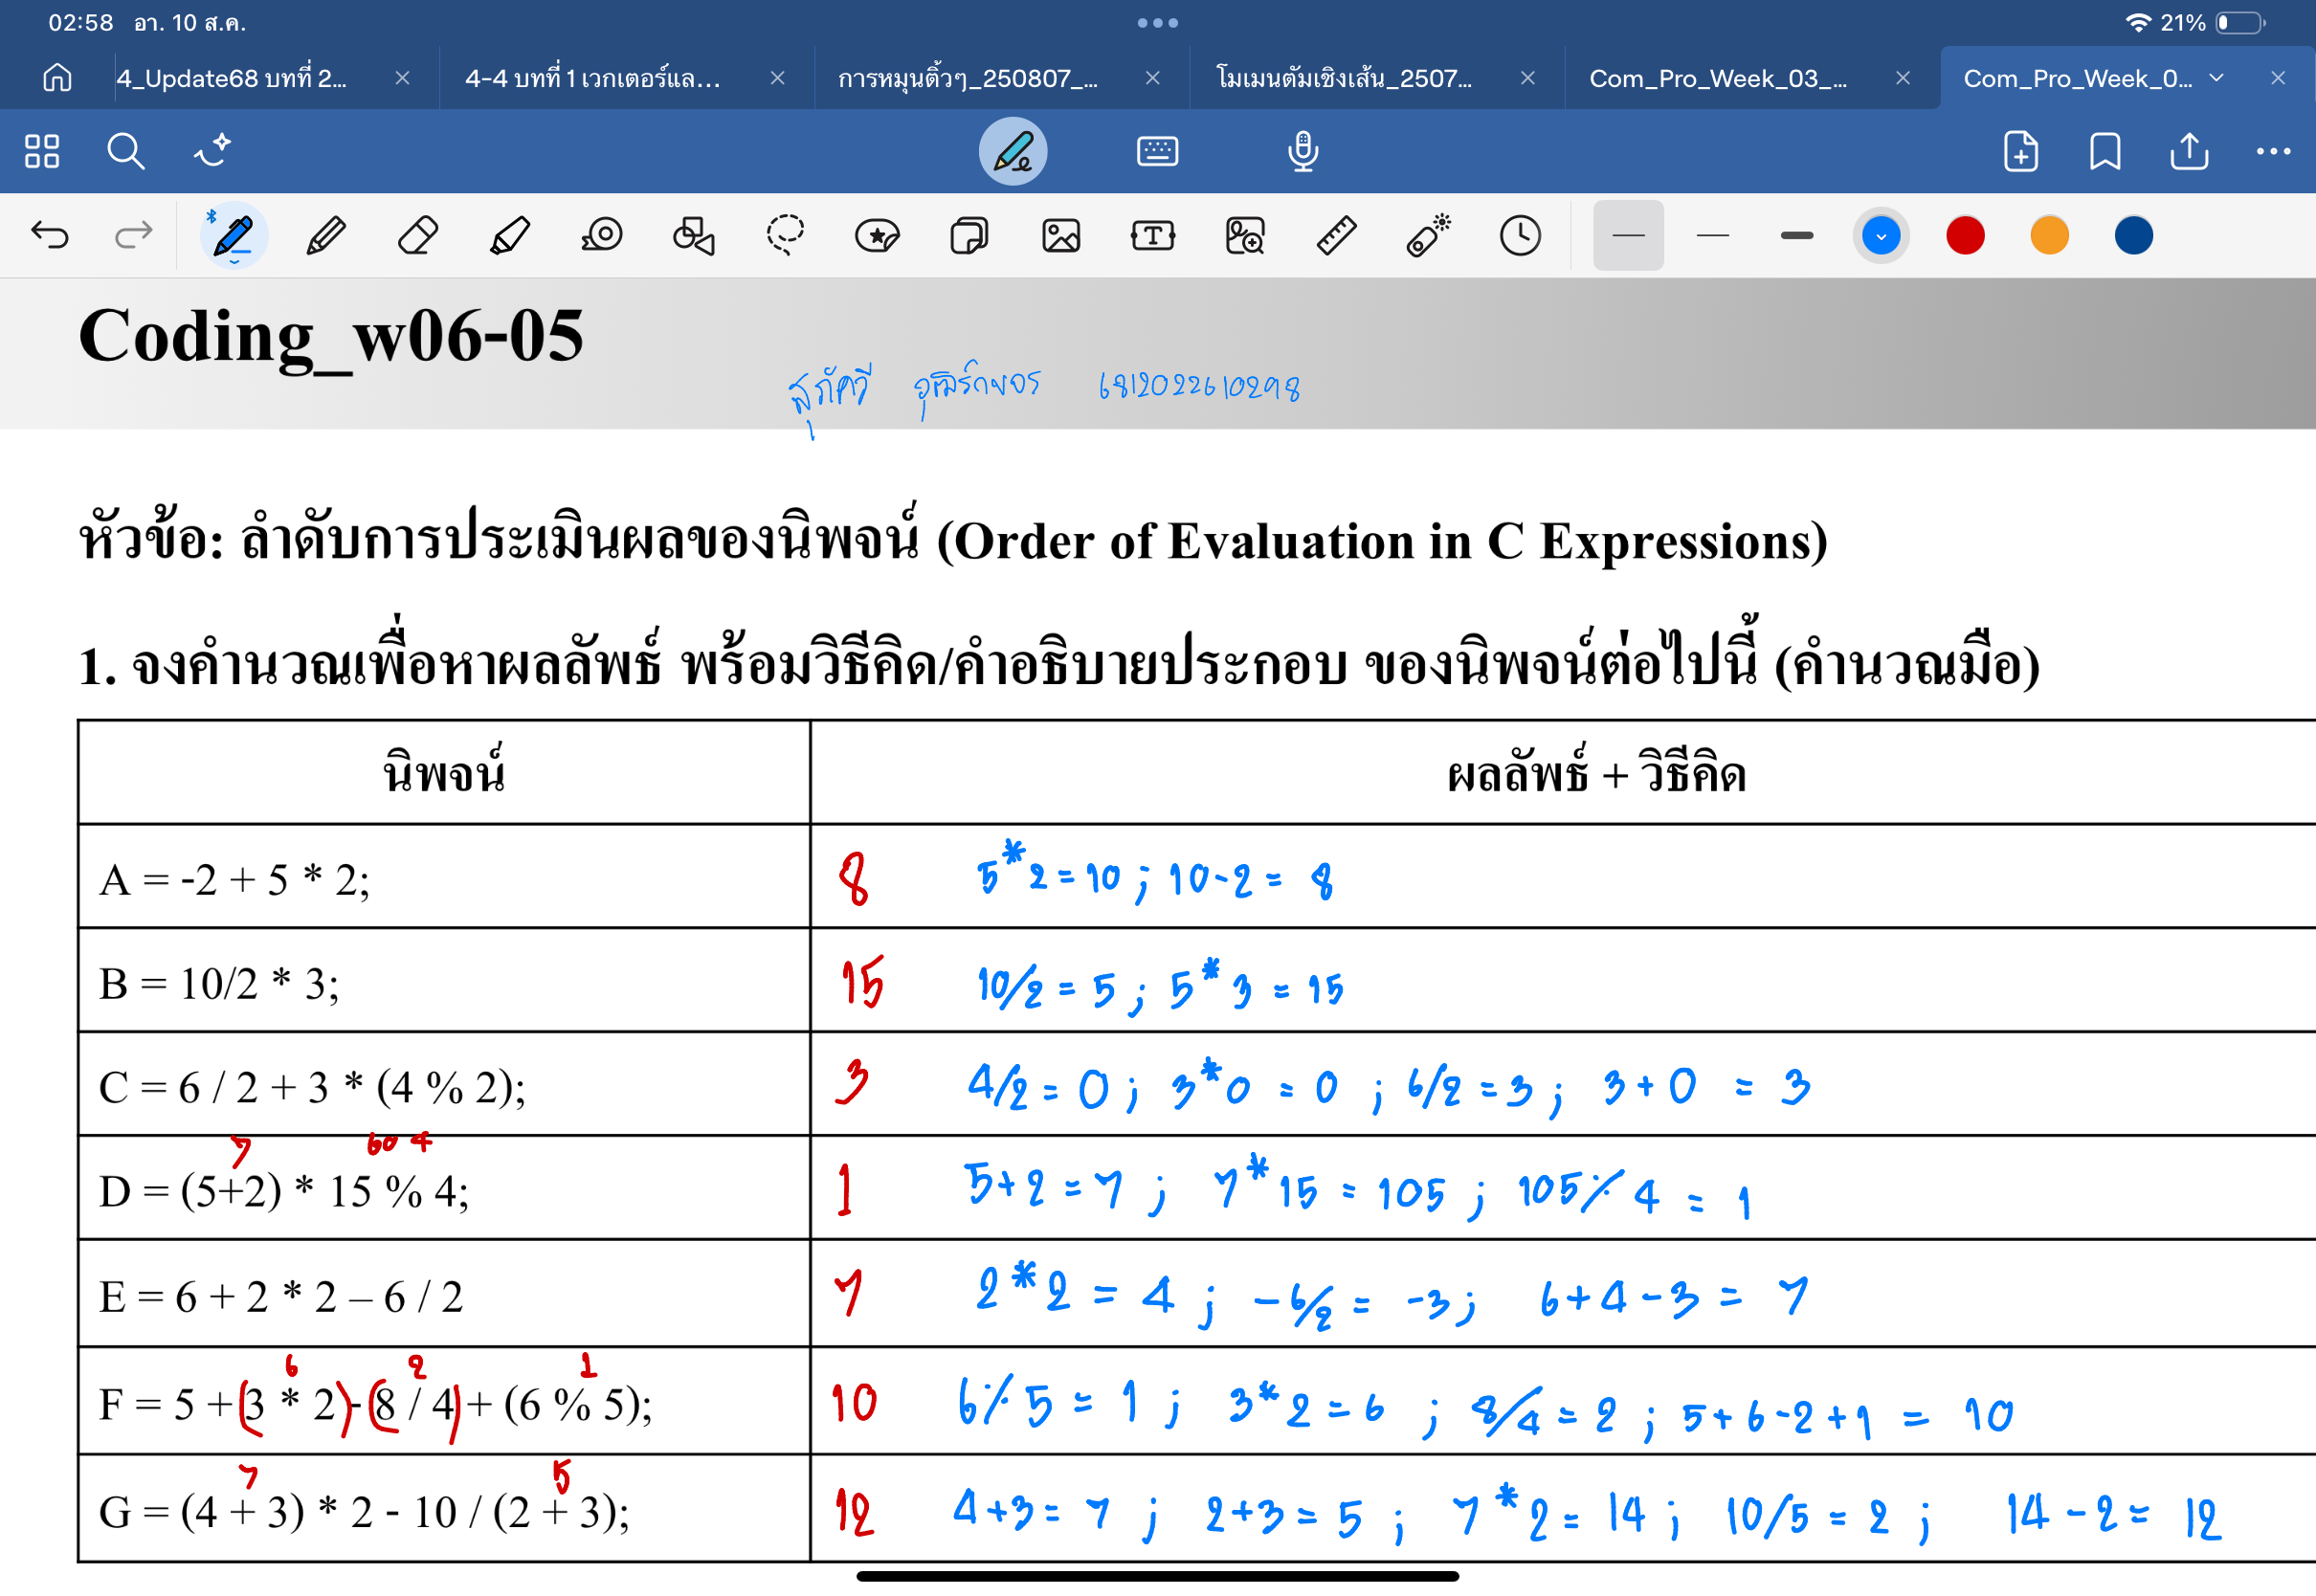 02:58 อา. 10 ส.ค.
21%
4_Update68 บทที่ 2...
4-4 บทที่ 1 เวกเตอร์แล...
การหมุนติ้วๆ_250807_...
โมเมนตัมเชิงเส้น_2507...
Com_Pro_Week_03_...
Com_Pro_Week_0...
Coding_w06-05
6812022610298
หัวข้อ: ลำดับการประเมินผลของนิพจน์ (Order of Evaluation in C Expressions)
1. จงคำนวณเพื่อหาผลลัพธ์ พร้อมวิธีคิด/คำอธิบายประกอบ ของนิพจน์ต่อไปนี้ (คำนวณมือ)
นิพจน์ ผลลัพธ์ + วิธีคิด
A = -2 + 5 * 2; 8 5*2=10 ; 10-2= 8
B = 10/2 * 3; 15 10/2 = 5 ; 5*3 = 15
C = 6 / 2 + 3 * (4 % 2); 3 4/2 = 0 ; 3*0 = 0 ; 6/2 = 3 ; 3+0 = 3
7 60 4
D = (5+2) * 15 % 4; 1 5+2 = 7 ; 7*15 = 105 ; 105% 4 = 1
E = 6 + 2 * 2 – 6 / 2 7 2*2 = 4 ; -6/2 = -3 ; 6+4-3 = 7
6 2 1
F = 5 + (3 * 2) - (8 / 4) + (6 % 5); 10 6%5 = 1 ; 3*2=6 ; 8/4 = 2 ; 5+6-2+1 = 10
7 5
G = (4 + 3) * 2 - 10 / (2 + 3); 12 4+3= 7 ; 2+3 = 5 ; 7*2= 14 ; 10/5 = 2 ; 14-2= 12